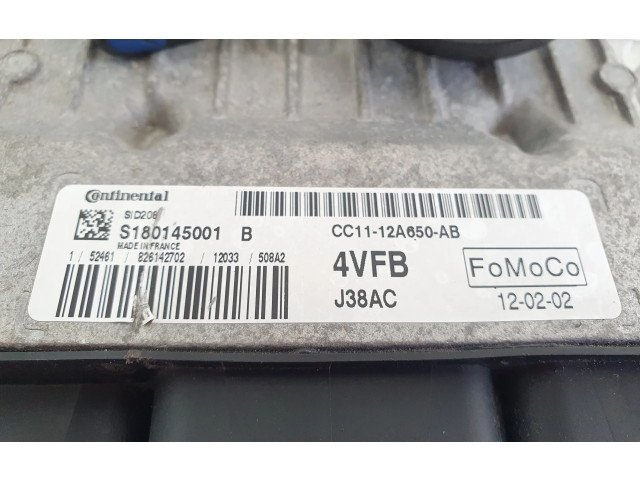 Continental
SID206
S180145001 B
MADE IN FRANCE
1 / 52461 / 826142702 / 12033 / 508A2
CC11-12A650-AB
4VFB
J38AC
FoMoCo
12-02-02